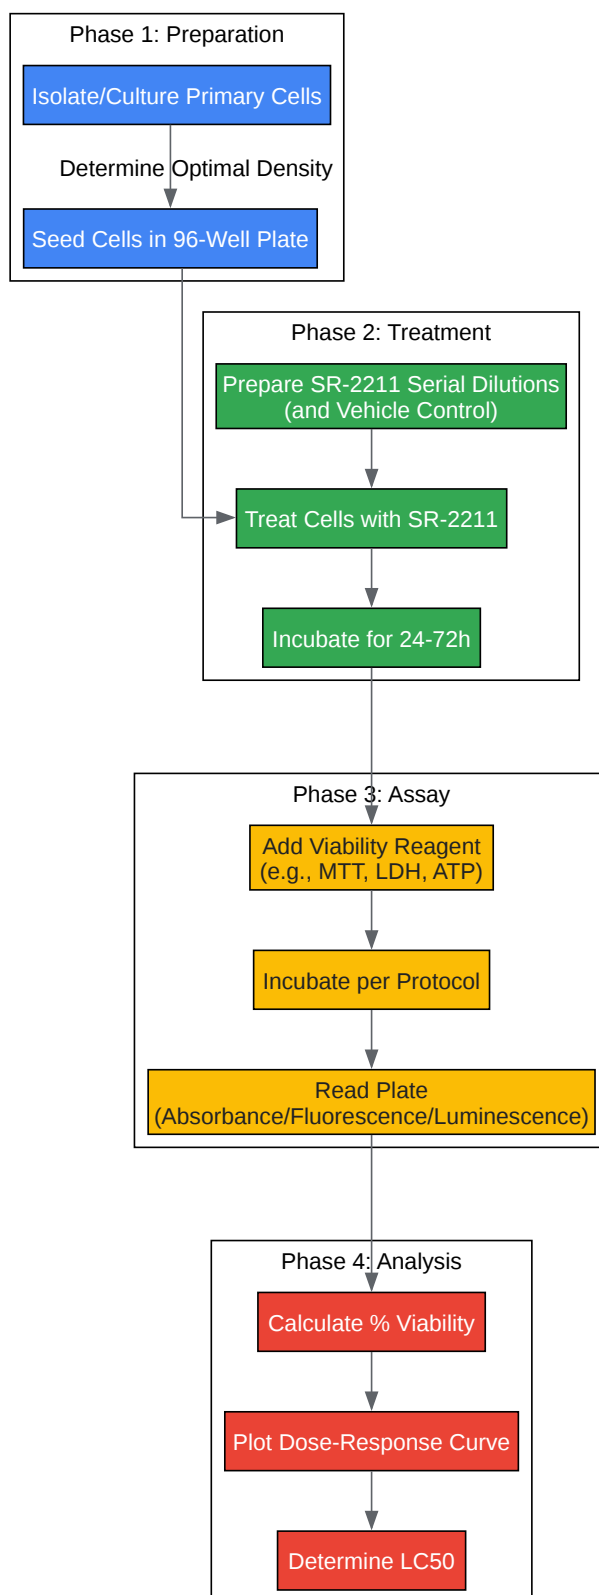 Phase 1: Preparation
Isolate/Culture Primary Cells
Determine Optimal Density
Seed Cells in 96-Well Plate
Phase 2: Treatment
Prepare SR-2211 Serial Dilutions
(and Vehicle Control)
Treat Cells with SR-2211
Incubate for 24-72h
Phase 3: Assay
Add Viability Reagent
(e.g., MTT, LDH, ATP)
Incubate per Protocol
Read Plate
(Absorbance/Fluorescence/Luminescence)
Phase 4: Analysis
Calculate % Viability
Plot Dose-Response Curve
Determine LC50